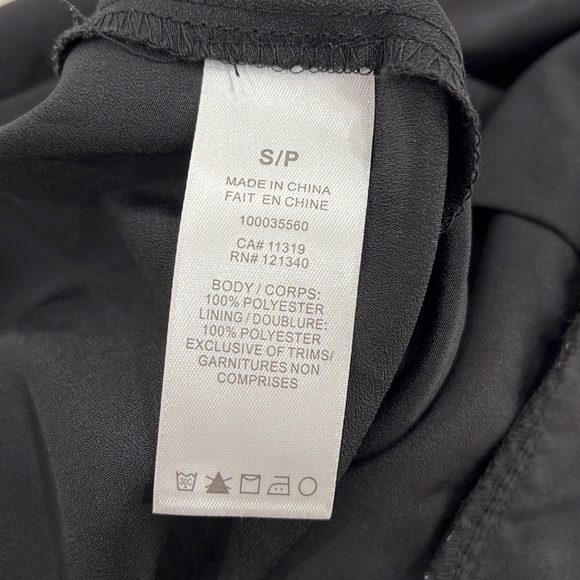 S/P
MADE IN CHINA
FAIT EN CHINE
100035560
CA# 11319
RN# 121340
BODY / CORPS:
100% POLYESTER
LINING / DOUBLURE:
100% POLYESTER
EXCLUSIVE OF TRIMS/
GARNITURES NON
COMPRISES
30C